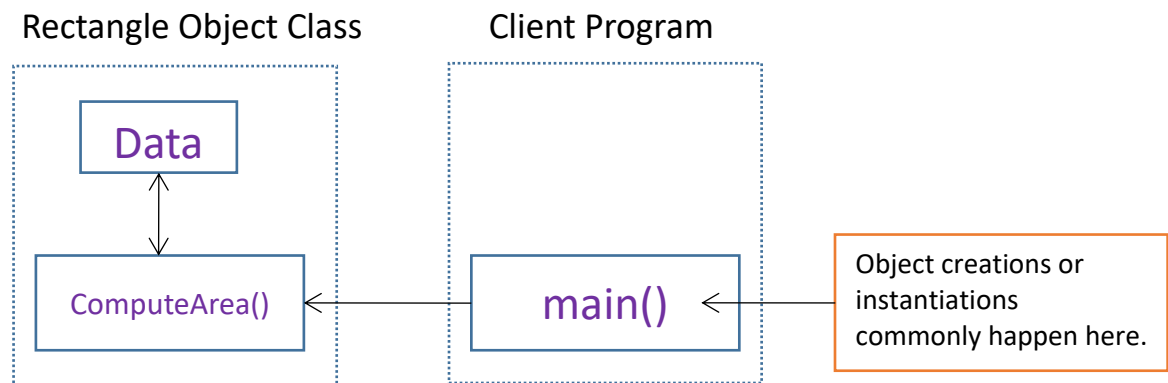 Rectangle Object Class
Client Program
Data
ComputeArea()
main()
Object creations or
instantiations
commonly happen here.